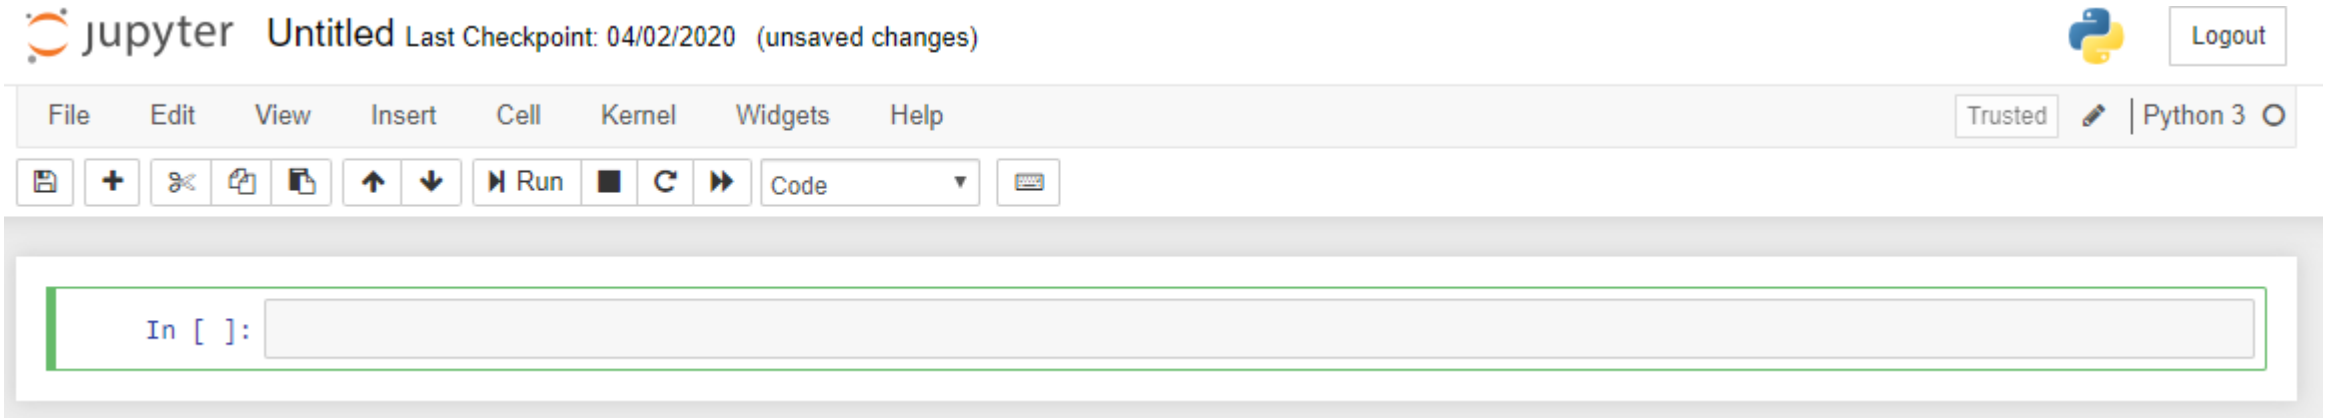 jupyter Untitled Last Checkpoint: 04/02/2020 (unsaved changes) Logout
File Edit View Insert Cell Kernel Widgets Help Trusted Python 3
Run Code
In [ ]: